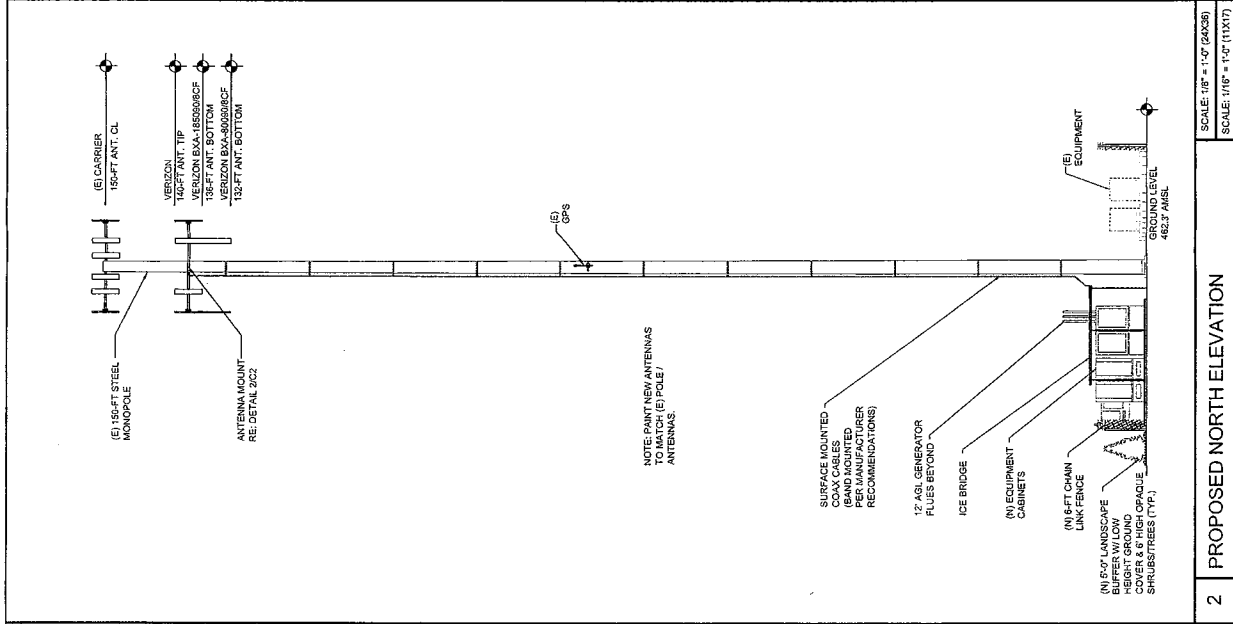 (E) CARRIER
150-FT ANT. CL
VERIZON
140-FT ANT. TIP
VERIZON BXA-185090/8CF
136-FT ANT. BOTTOM
VERIZON BXA-80090/8CF
132-FT ANT. BOTTOM
(E) 150-FT STEEL
MONOPOLE
ANTENNA MOUNT
RE: DETAIL 2/C2
(E)
GPS
NOTE: PAINT NEW ANTENNAS
TO MATCH (E) POLE /
ANTENNAS.
SURFACE MOUNTED
COAX CABLES
(BAND MOUNTED
PER MANUFACTURER
RECOMMENDATIONS)
12' AGL GENERATOR
FLUES BEYOND
ICE BRIDGE
(N) EQUIPMENT
CABINETS
(N) 6-FT CHAIN
LINK FENCE
(N) 5'-0" LANDSCAPE
BUFFER W/ LOW
HEIGHT GROUND
COVER & 6' HIGH OPAQUE
SHRUBS/TREES (TYP.)
(E)
EQUIPMENT
GROUND LEVEL
462.3' AMSL
2
PROPOSED NORTH ELEVATION
SCALE: 1/8" = 1'-0" (24X36)
SCALE: 1/16" = 1'-0" (11X17)